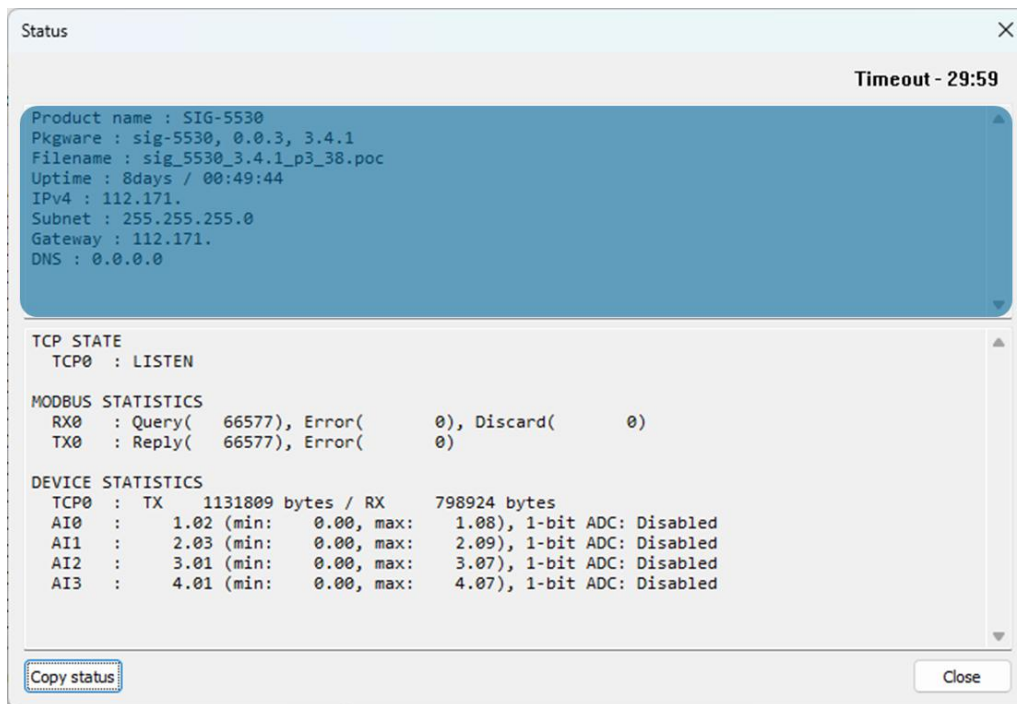 Status
Timeout - 29:59
Product name : SIG-5530
Pkgware : sig-5530, 0.0.3, 3.4.1
Filename : sig_5530_3.4.1_p3_38.poc
Uptime : 8days / 00:49:44
IPv4 : 112.171.
Subnet : 255.255.255.0
Gateway : 112.171.
DNS : 0.0.0.0
TCP STATE
TCP0 : LISTEN
MODBUS STATISTICS
RX0 : Query( 66577), Error( 0), Discard( 0)
TX0 : Reply( 66577), Error( 0)
DEVICE STATISTICS
TCP0 : TX 1131809 bytes / RX 798924 bytes
AI0 : 1.02 (min: 0.00, max: 1.08), 1-bit ADC: Disabled
AI1 : 2.03 (min: 0.00, max: 2.09), 1-bit ADC: Disabled
AI2 : 3.01 (min: 0.00, max: 3.07), 1-bit ADC: Disabled
AI3 : 4.01 (min: 0.00, max: 4.07), 1-bit ADC: Disabled
Copy status
Close